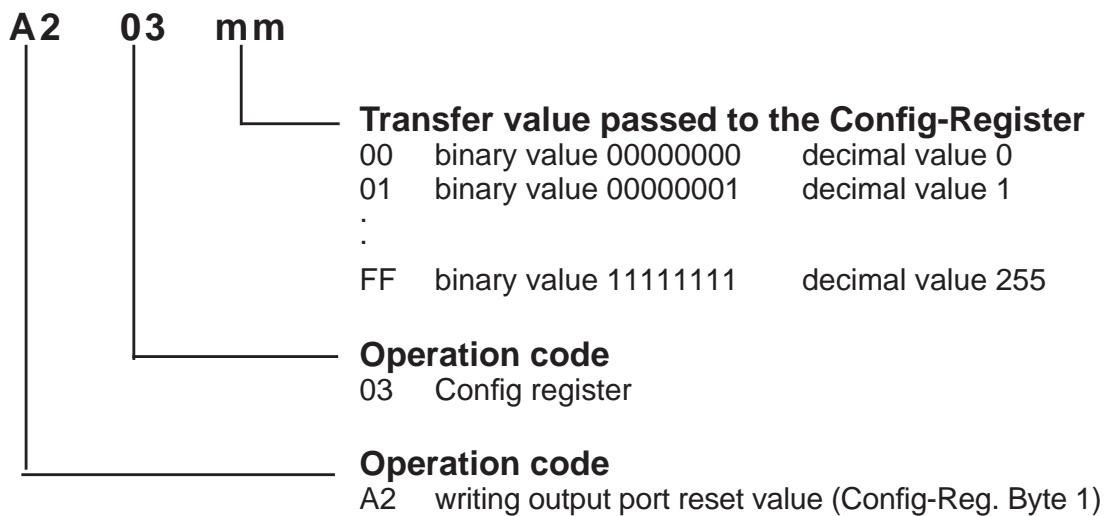 A2 03 mm
Transfer value passed to the Config-Register
00 binary value 00000000 decimal value 0
01 binary value 00000001 decimal value 1
.
.
FF binary value 11111111 decimal value 255
Operation code
03 Config register
Operation code
A2 writing output port reset value (Config-Reg. Byte 1)